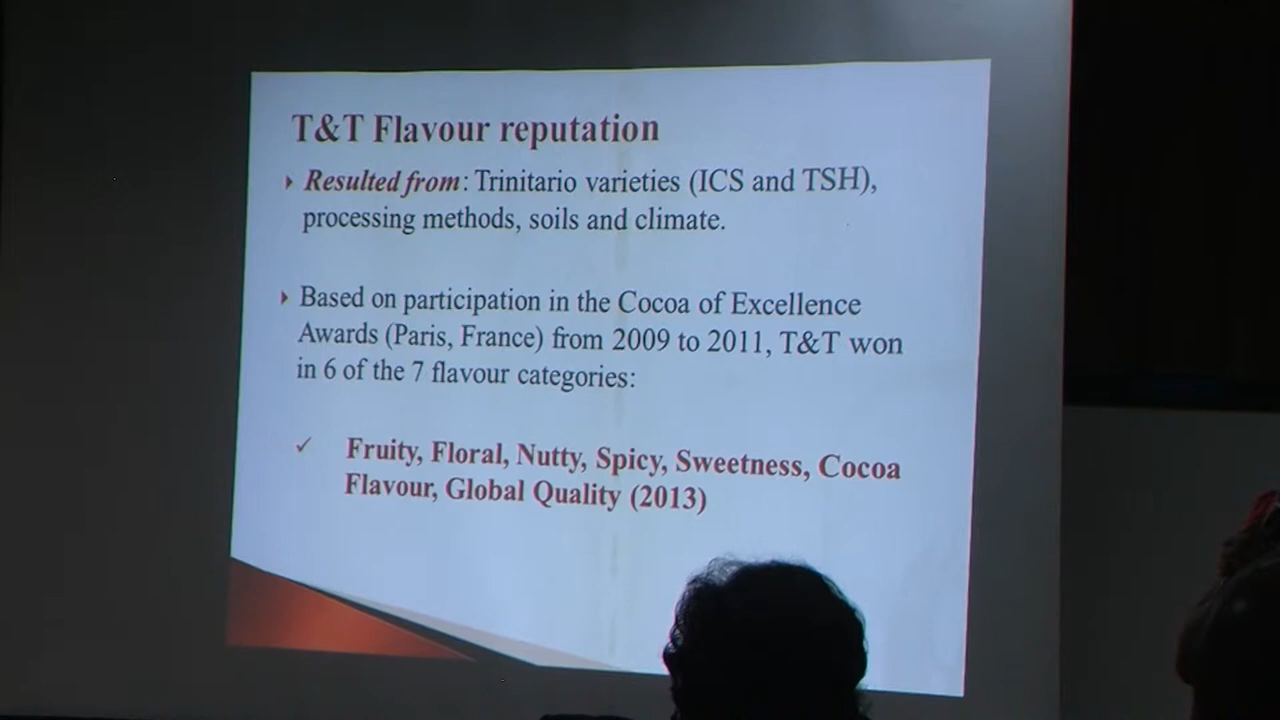 T&T Flavour reputation
Resulted from: Trinitario varieties (ICS and TSH),
processing methods, soils and climate.
Based on participation in the Cocoa of Excellence
Awards (Paris, France) from 2009 to 2011, T&T won
in 6 of the 7 flavour categories:
✓ Fruity, Floral, Nutty, Spicy, Sweetness, Cocoa
Flavour, Global Quality (2013)